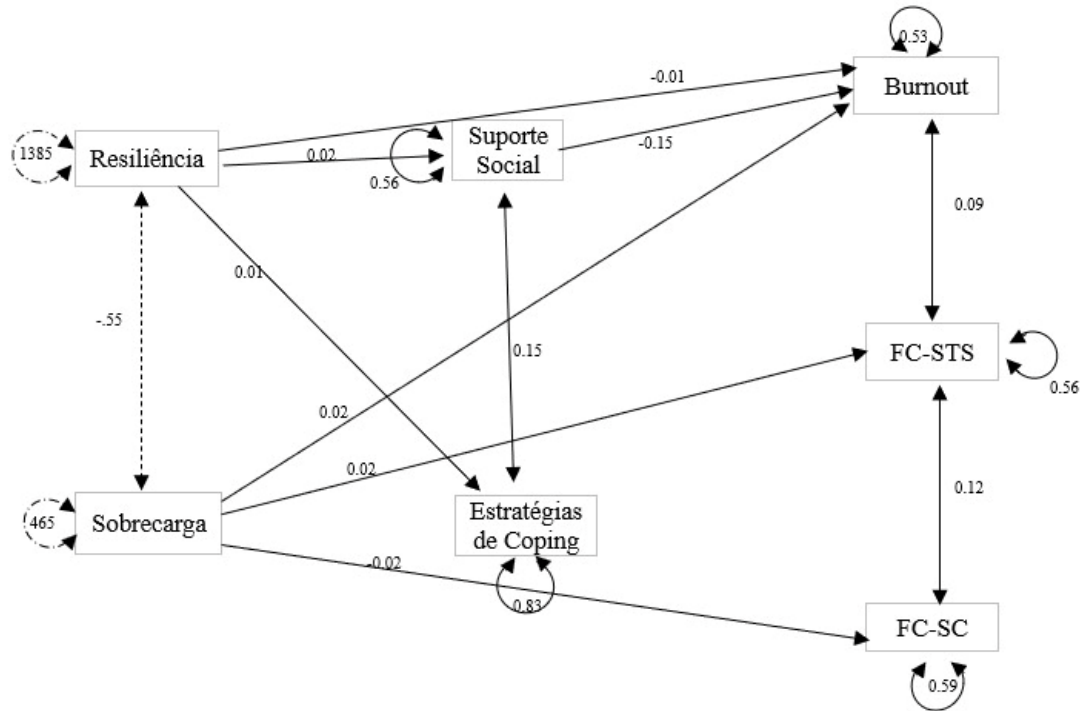 0.53
Burnout
-0.01
Suporte
Social
-0.15
1385
Resiliência
0.02
0.56
0.09
0.01
-.55
0.15
FC-STS
0.56
0.02
0.02
0.12
465
Sobrecarga
Estratégias
de Coping
-0.02
0.83
FC-SC
0.59